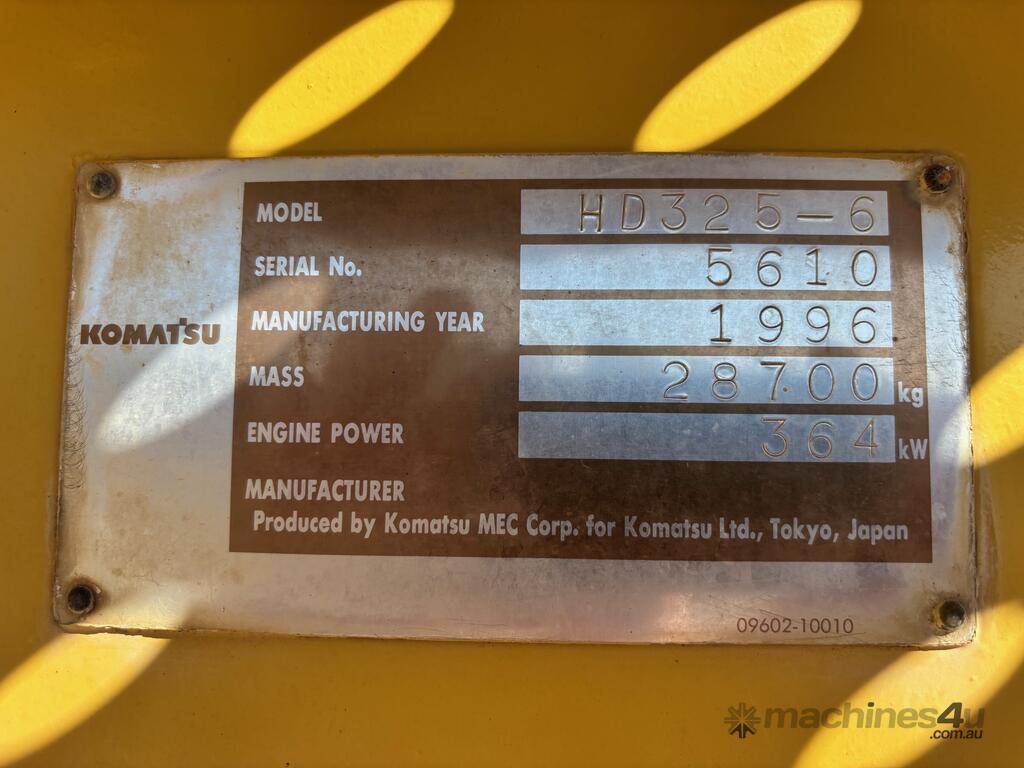 KOMATSU
MODEL HD325-6
SERIAL No. 5610
MANUFACTURING YEAR 1996
MASS 28700 kg
ENGINE POWER 364 kW
MANUFACTURER
Produced by Komatsu MEC Corp. for Komatsu Ltd., Tokyo, Japan
09602-10010
machines4u
.com.au